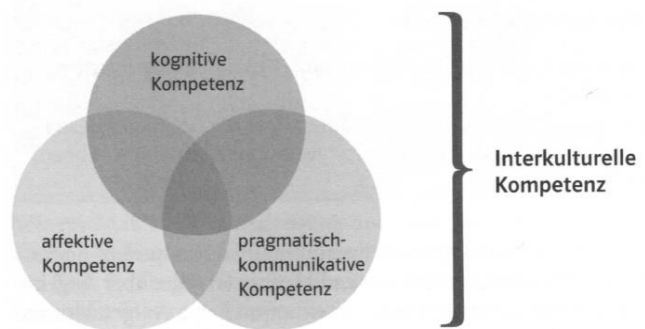 kognitive
Kompetenz
affektive
Kompetenz
pragmatisch-
kommunikative
Kompetenz
Interkulturelle
Kompetenz